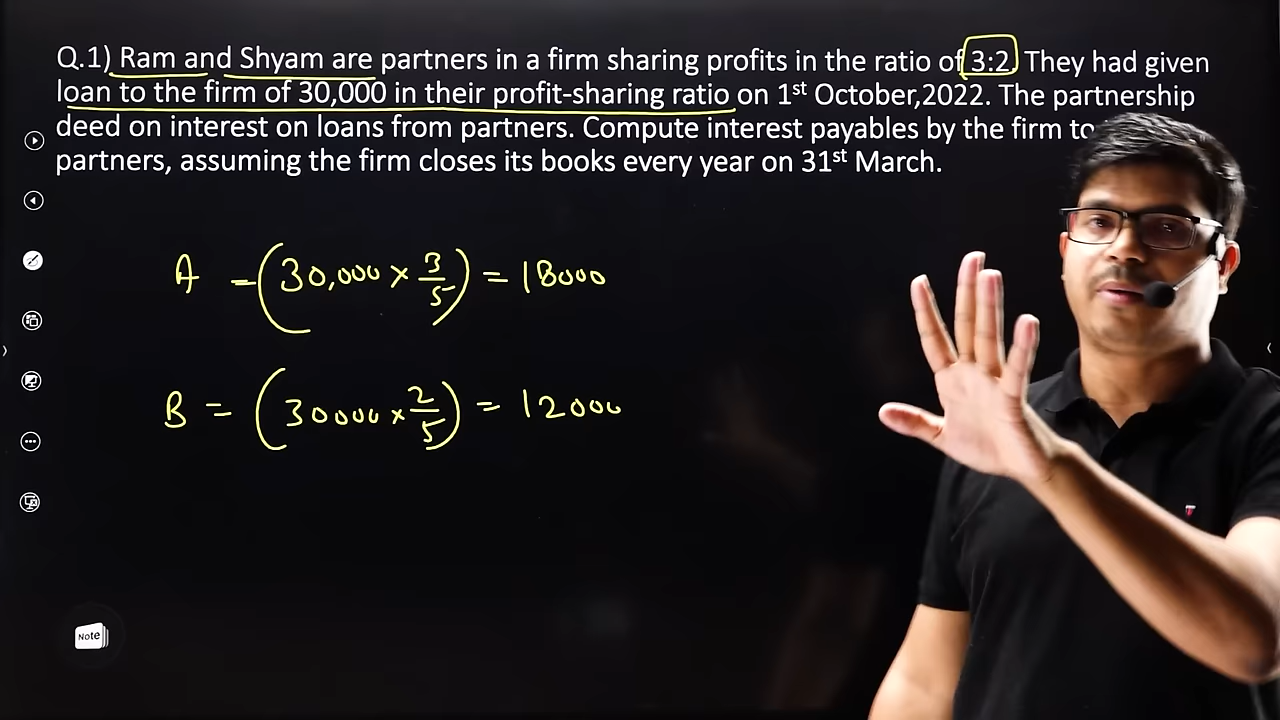 Q.1) Ram and Shyam are partners in a firm sharing profits in the ratio of 3:2. They had given
loan to the firm of 30,000 in their profit-sharing ratio on 1st October,2022. The partnership
deed on interest on loans from partners. Compute interest payables by the firm to
partners, assuming the firm closes its books every year on 31st March.
A - (30,000 × 3/5) = 18000
B = (30000 × 2/5) = 12000
Note